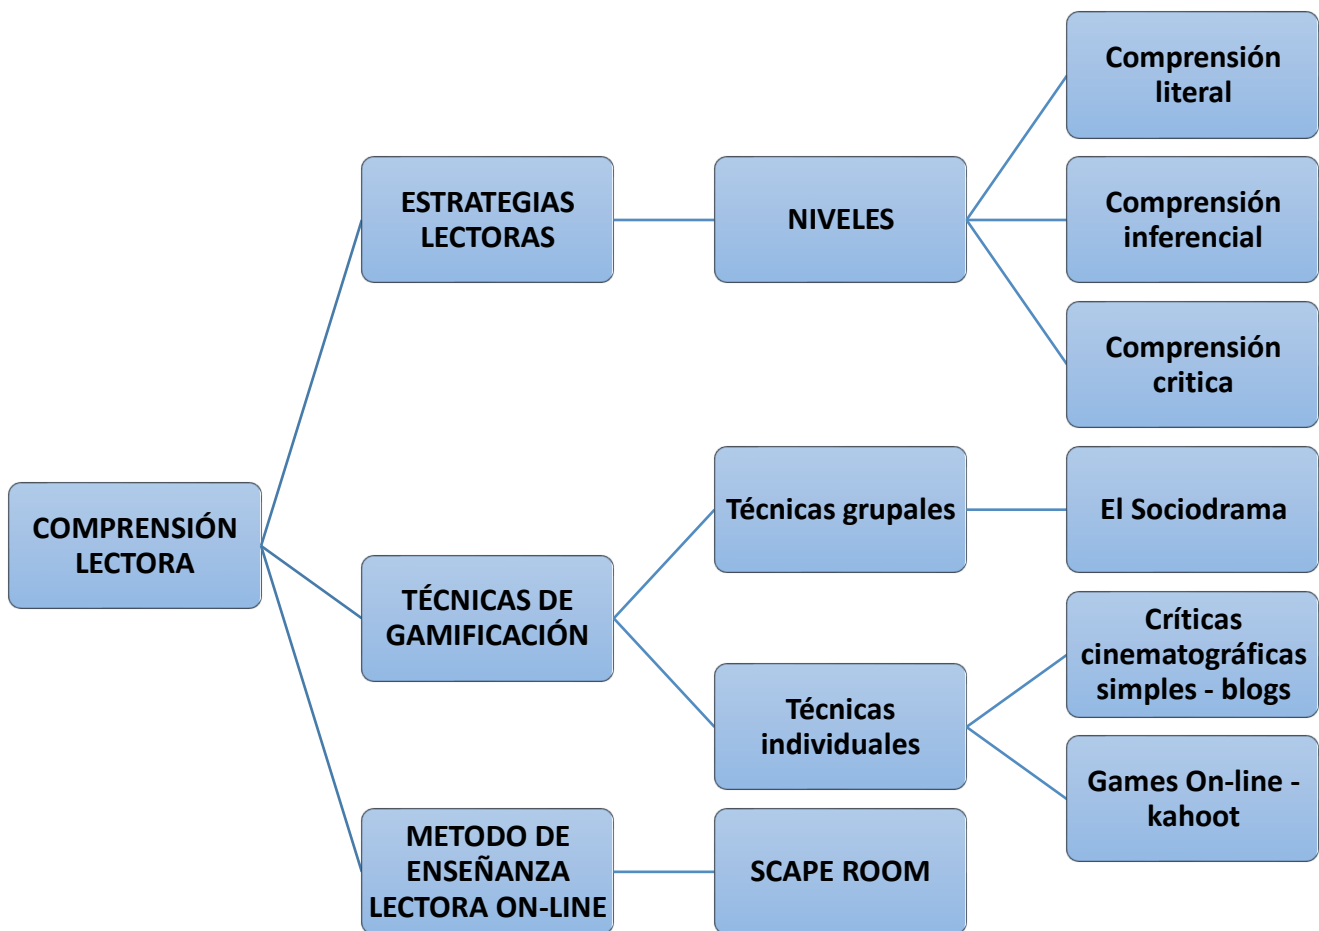 COMPRENSIÓN
LECTORA
ESTRATEGIAS
LECTORAS
NIVELES
Comprensión
literal
Comprensión
inferencial
Comprensión
critica
TÉCNICAS DE
GAMIFICACIÓN
Técnicas grupales
El Sociodrama
Técnicas
individuales
Críticas
cinematográficas
simples - blogs
Games On-line -
kahoot
METODO DE
ENSEÑANZA
LECTORA ON-LINE
SCAPE ROOM